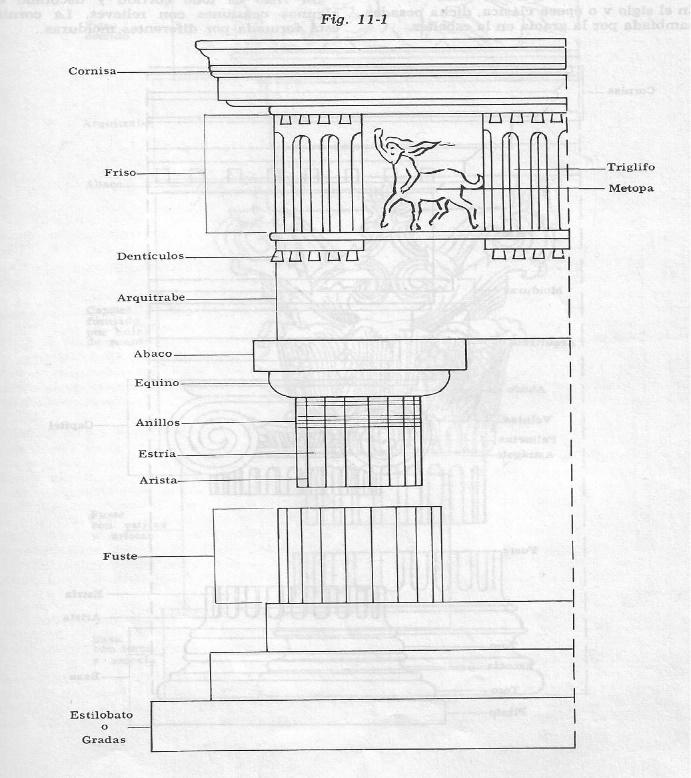 Fig. 11-1
Cornisa
Friso
Triglifo
Metopa
Dentículos
Arquitrabe
Abaco
Equino
Anillos
Estría
Arista
Fuste
Estilobato
o
Gradas